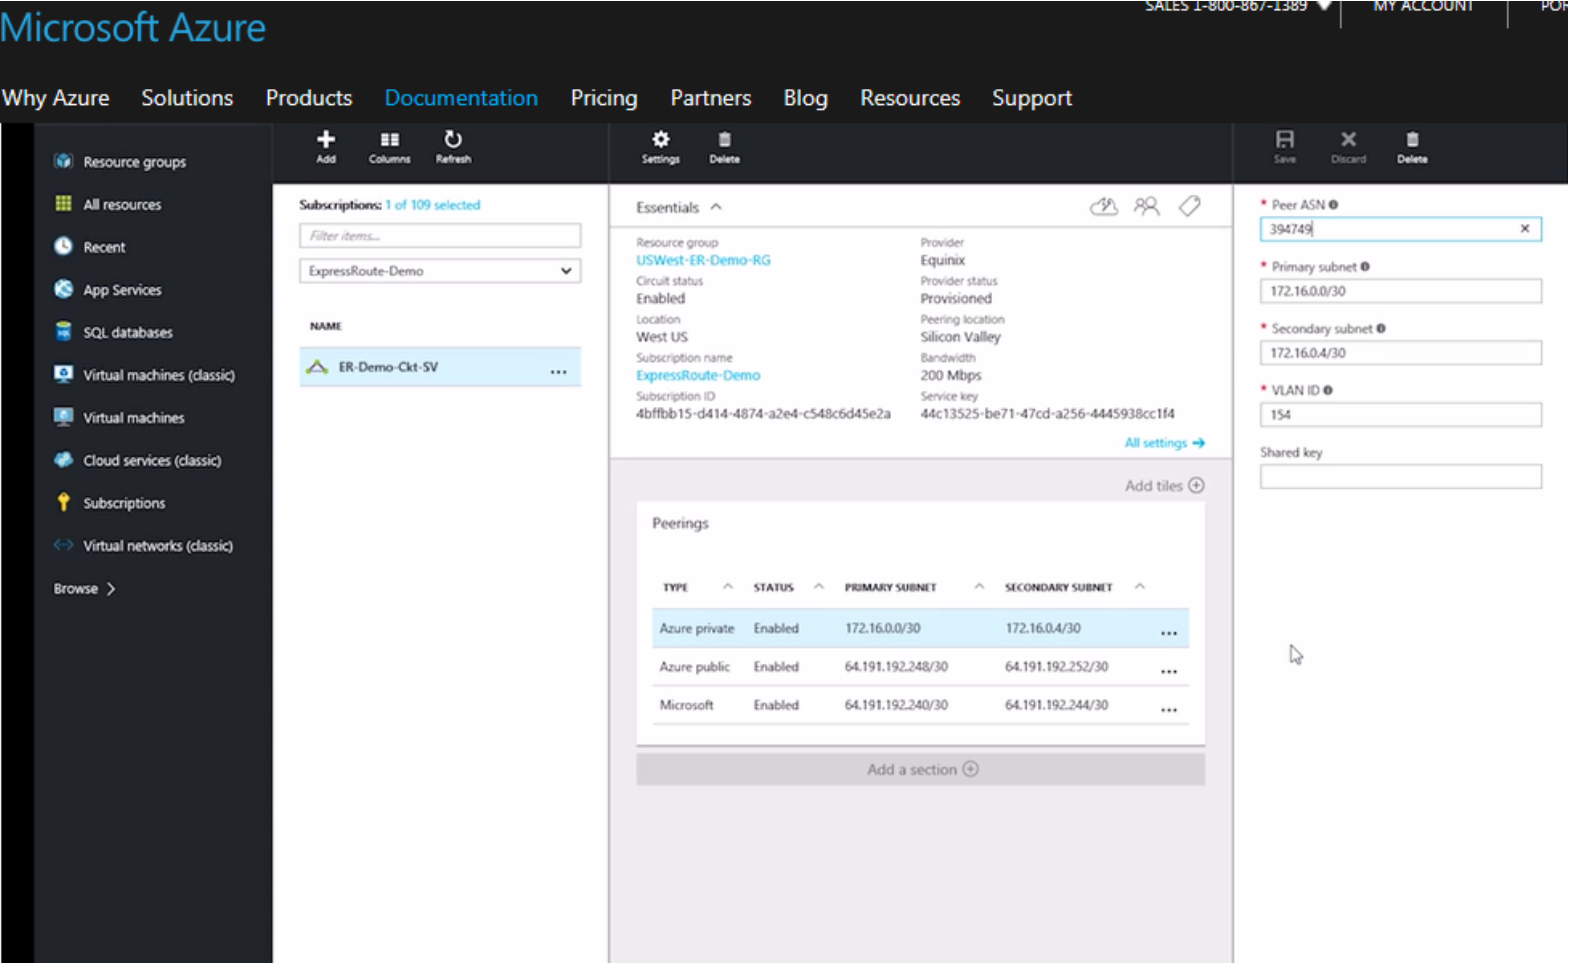 SALES 1-800-867-1389
MY ACCOUNT
Microsoft Azure
Why Azure Solutions Products Documentation Pricing Partners Blog Resources Support
Resource groups
All resources
Recent
App Services
SQL databases
Virtual machines (classic)
Virtual machines
Cloud services (classic)
Subscriptions
Virtual networks (classic)
Browse
Add Columns Refresh
Subscriptions: 1 of 109 selected
Filter items...
ExpressRoute-Demo
NAME
ER-Demo-Ckt-SV
Settings Delete
Essentials
Resource group
USWest-ER-Demo-RG
Circuit status
Enabled
Location
West US
Subscription name
ExpressRoute-Demo
Subscription ID
4bffbb15-d414-4874-a2e4-c548c6d45e2a
Provider
Equinix
Provider status
Provisioned
Peering location
Silicon Valley
Bandwidth
200 Mbps
Service key
44c13525-be71-47cd-a256-4445938cc1f4
All settings
Add tiles
Peerings
TYPE STATUS PRIMARY SUBNET SECONDARY SUBNET
Azure private Enabled 172.16.0.0/30 172.16.0.4/30 ...
Azure public Enabled 64.191.192.248/30 64.191.192.252/30 ...
Microsoft Enabled 64.191.192.240/30 64.191.192.244/30 ...
Add a section
Save Discard Delete
* Peer ASN
394749
* Primary subnet
172.16.0.0/30
* Secondary subnet
172.16.0.4/30
* VLAN ID
154
Shared key